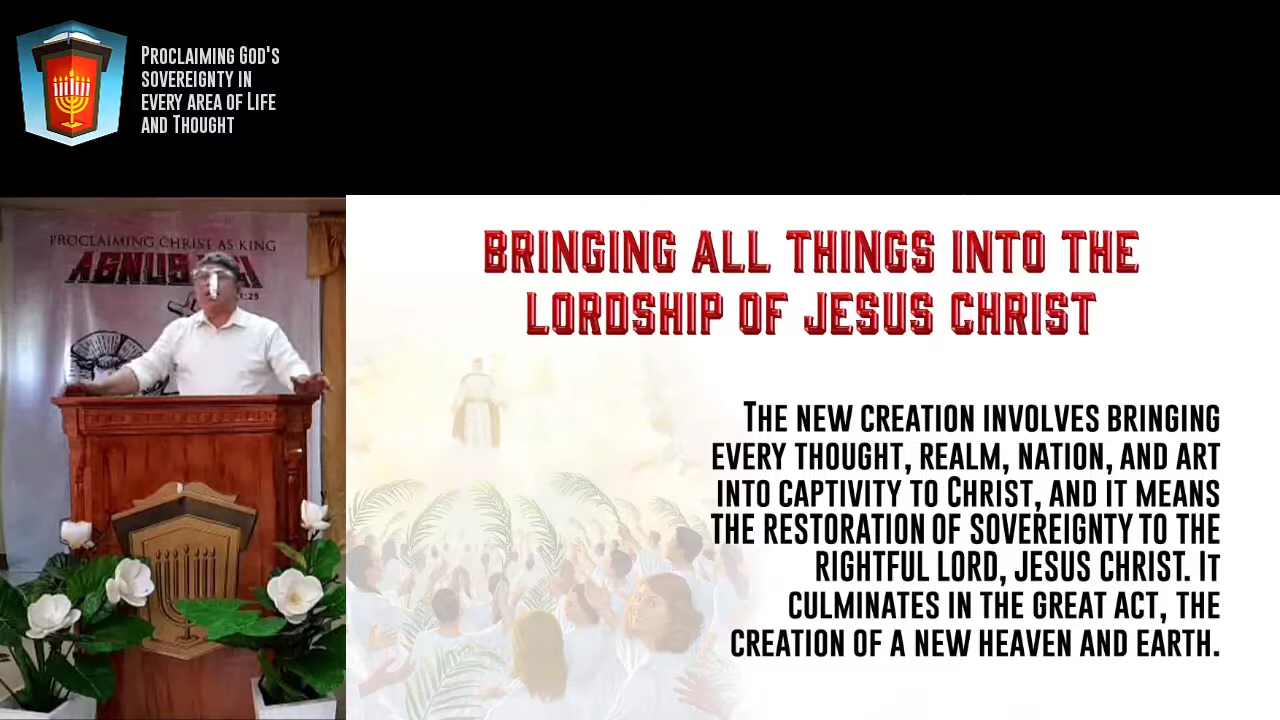 PROCLAIMING GOD'S
SOVEREIGNTY IN
EVERY AREA OF LIFE
AND THOUGHT
PROCLAIMING CHRIST AS KING
BRINGING ALL THINGS INTO THE
LORDSHIP OF JESUS CHRIST
THE NEW CREATION INVOLVES BRINGING
EVERY THOUGHT, REALM, NATION, AND ART
INTO CAPTIVITY TO CHRIST, AND IT MEANS
THE RESTORATION OF SOVEREIGNTY TO THE
RIGHTFUL LORD, JESUS CHRIST. IT
CULMINATES IN THE GREAT ACT, THE
CREATION OF A NEW HEAVEN AND EARTH.